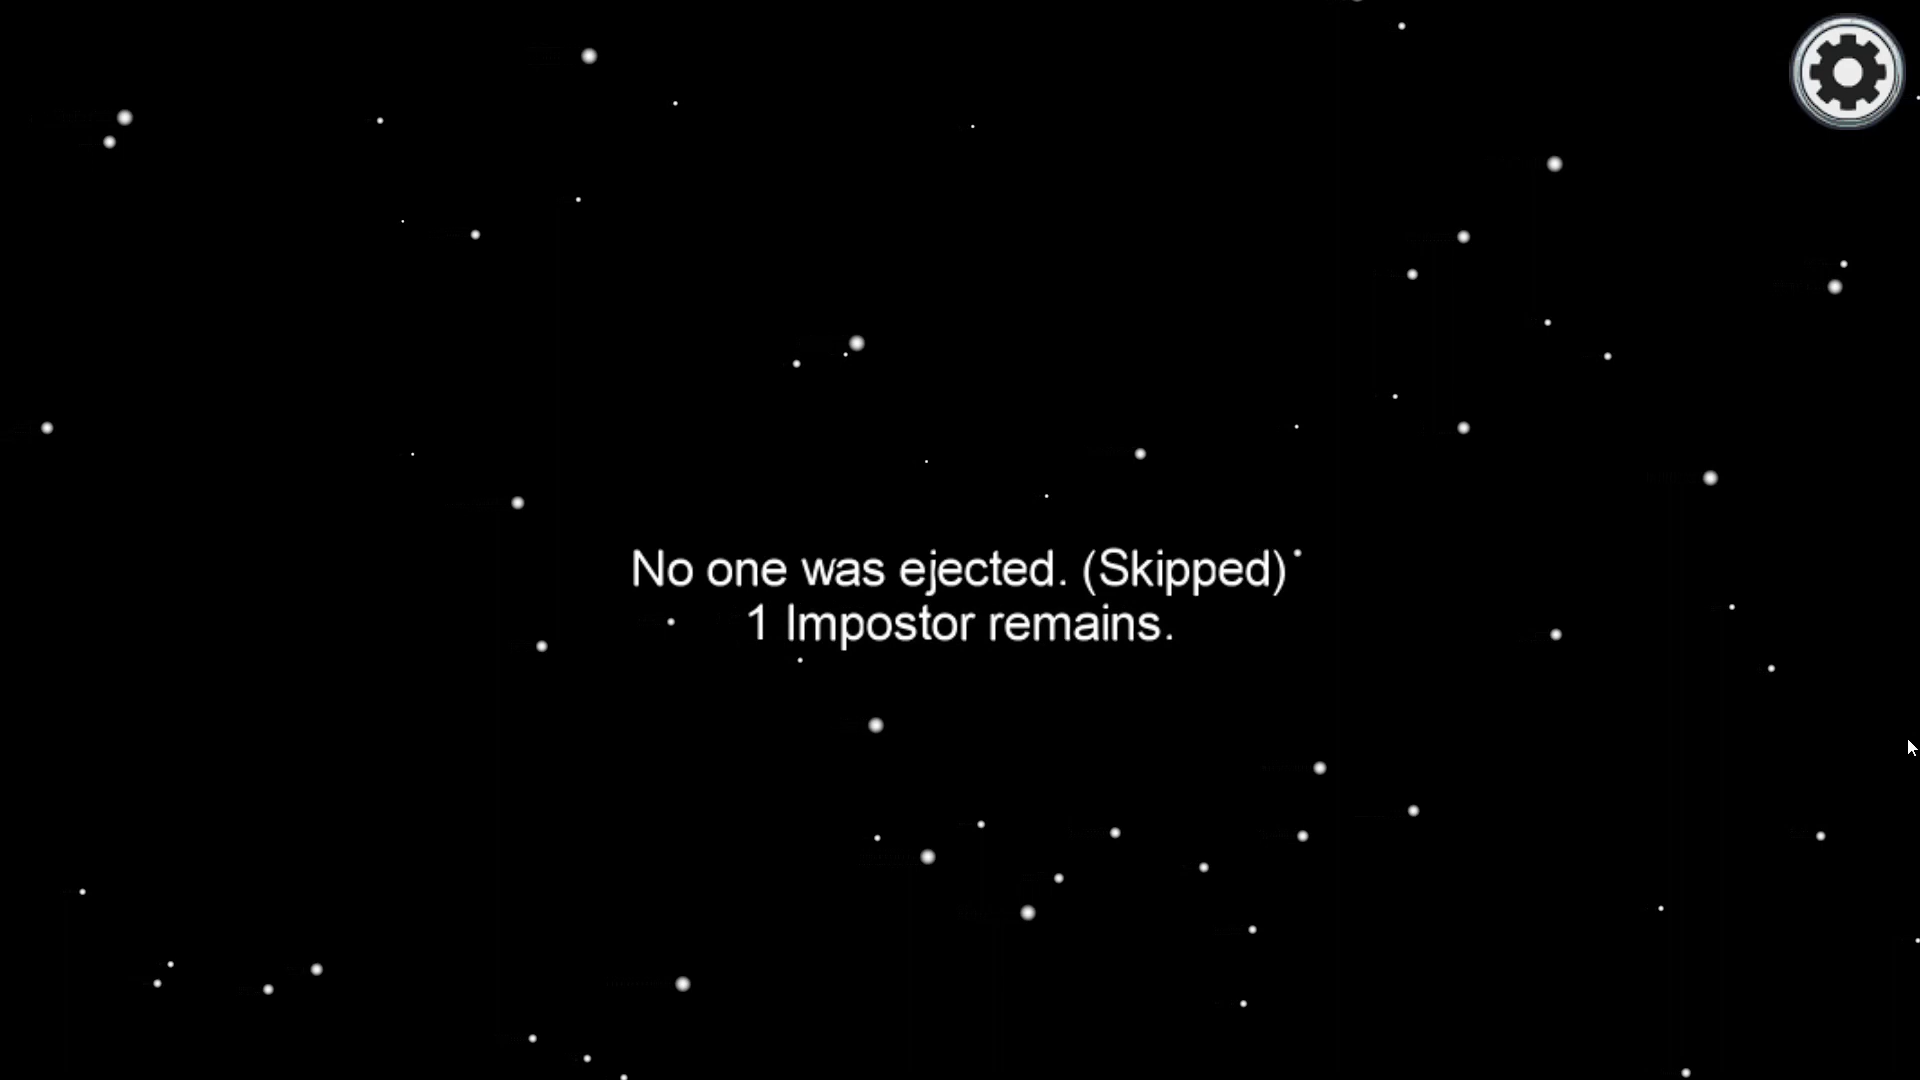 No one was ejected. (Skipped)
1 Impostor remains.